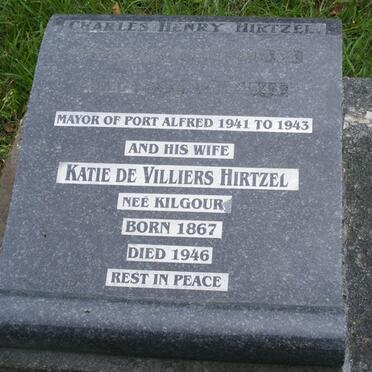 CHARLES HENRY HIRTZEL
MAYOR OF PORT ALFRED 1941 TO 1943
AND HIS WIFE
KATIE DE VILLIERS HIRTZEL
NEÉ KILGOUR
BORN 1867
DIED 1946
REST IN PEACE